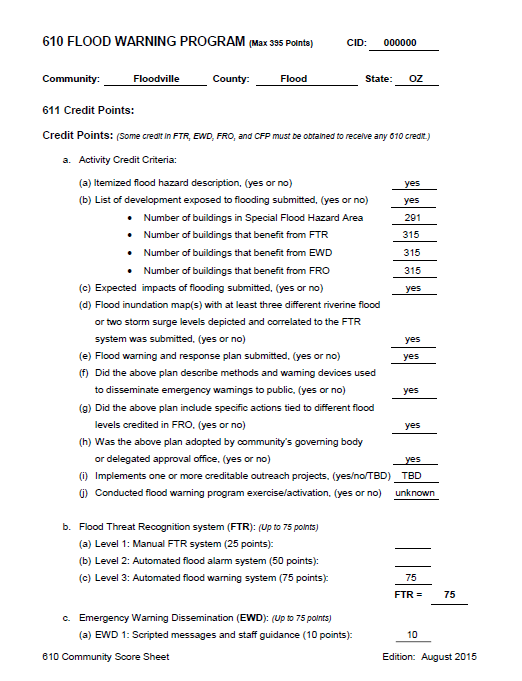 610 FLOOD WARNING PROGRAM (Max 395 Points) CID: 000000
Community: Floodville County: Flood State: OZ
611 Credit Points:
Credit Points: (Some credit in FTR, EWD, FRO, and CFP must be obtained to receive any 610 credit.)
a. Activity Credit Criteria:
(a) Itemized flood hazard description, (yes or no) yes
(b) List of development exposed to flooding submitted, (yes or no) yes
• Number of buildings in Special Flood Hazard Area 291
• Number of buildings that benefit from FTR 315
• Number of buildings that benefit from EWD 315
• Number of buildings that benefit from FRO 315
(c) Expected impacts of flooding submitted, (yes or no) yes
(d) Flood inundation map(s) with at least three different riverine flood
or two storm surge levels depicted and correlated to the FTR
system was submitted, (yes or no) yes
(e) Flood warning and response plan submitted, (yes or no) yes
(f) Did the above plan describe methods and warning devices used
to disseminate emergency warnings to public, (yes or no) yes
(g) Did the above plan include specific actions tied to different flood
levels credited in FRO, (yes or no) yes
(h) Was the above plan adopted by community's governing body
or delegated approval office, (yes or no) yes
(i) Implements one or more creditable outreach projects, (yes/no/TBD) TBD
(j) Conducted flood warning program exercise/activation, (yes or no) unknown
b. Flood Threat Recognition system (FTR): (Up to 75 points)
(a) Level 1: Manual FTR system (25 points):
(b) Level 2: Automated flood alarm system (50 points):
(c) Level 3: Automated flood warning system (75 points): 75
FTR = 75
c. Emergency Warning Dissemination (EWD): (Up to 75 points)
(a) EWD 1: Scripted messages and staff guidance (10 points): 10
610 Community Score Sheet Edition: August 2015